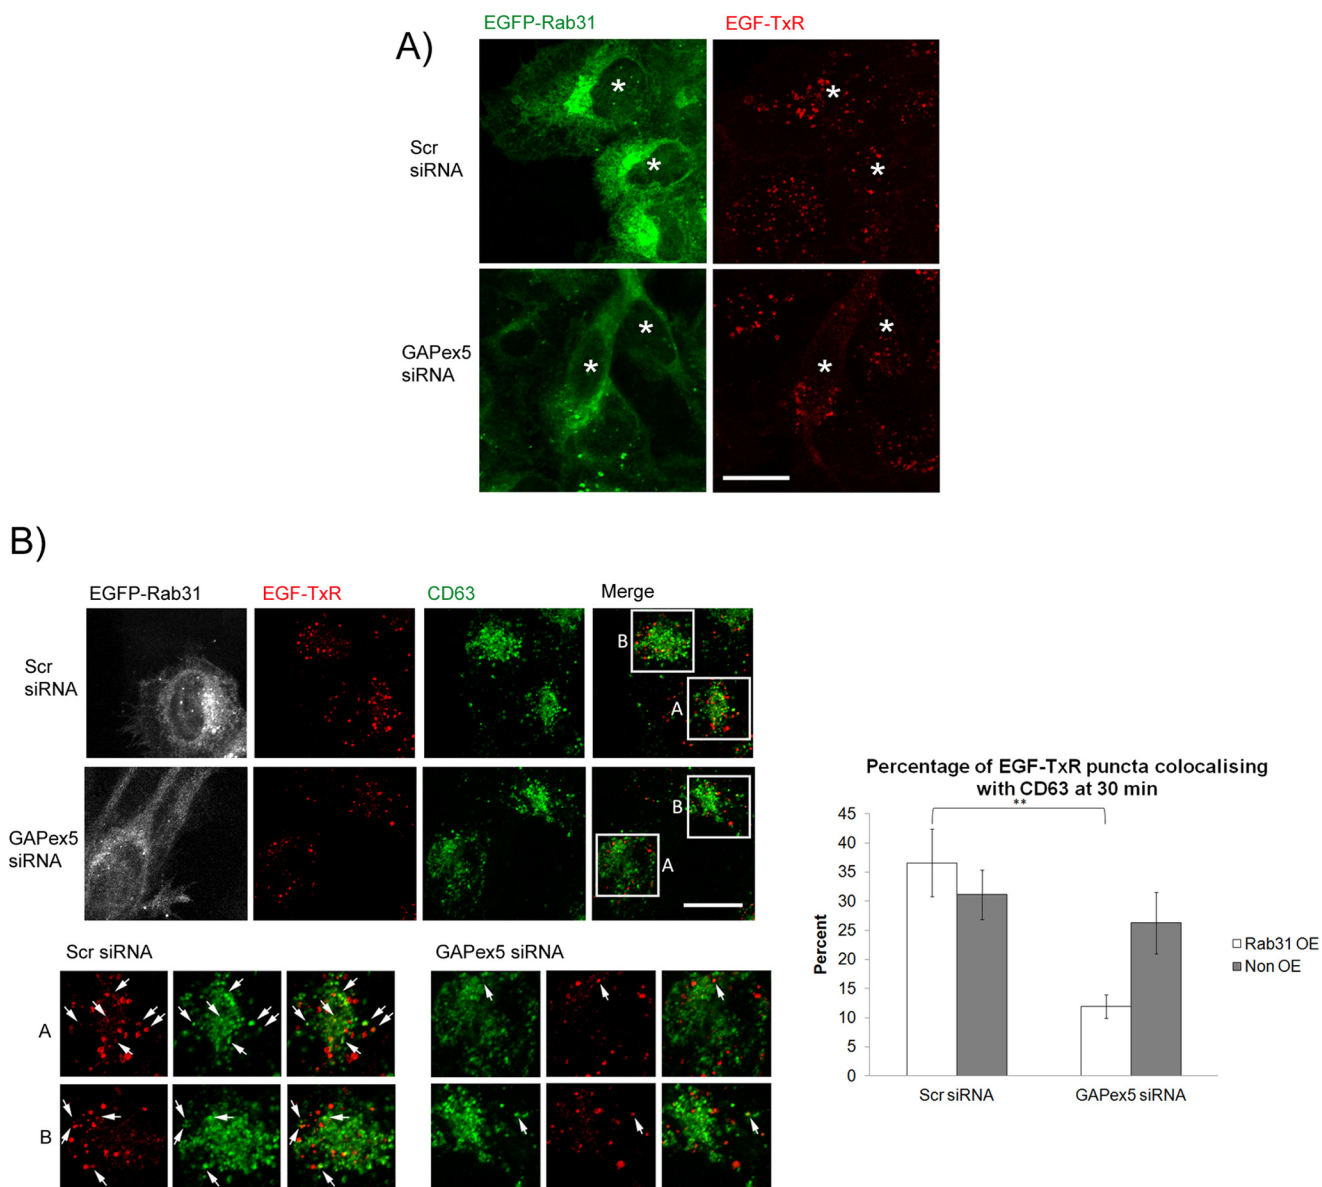 A)
EGFP-Rab31
EGF-TxR
Scr
siRNA
*
*
*
*
GAPex5
siRNA
*
*
*
*
B)
EGFP-Rab31
EGF-TxR
CD63
Merge
Scr
siRNA
B
A
GAPex5
siRNA
B
A
Scr siRNA
GAPex5 siRNA
A
B
Percentage of EGF-TxR puncta colocalising
with CD63 at 30 min
**
45
40
35
30
25
20
15
10
5
0
Percent
Scr siRNA
GAPex5 siRNA
Rab31 OE
Non OE